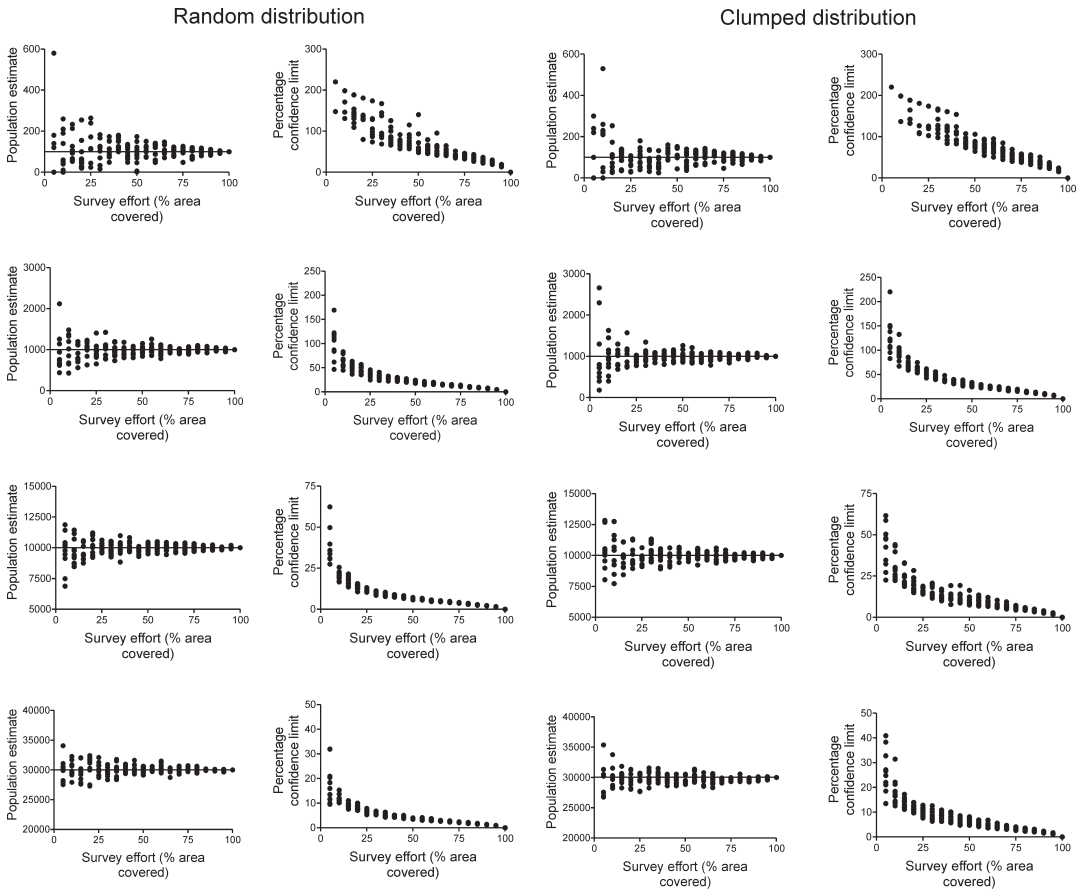 Random distribution
Clumped distribution
Population estimate
600
400
200
0
0 25 50 75 100
Survey effort (% area
covered)
Percentage
confidence limit
300
200
100
0
0 25 50 75 100
Survey effort (% area
covered)
Population estimate
600
400
200
0
0 25 50 75 100
Survey effort (% area
covered)
Percentage
confidence limit
300
200
100
0
0 25 50 75 100
Survey effort (% area
covered)
Population estimate
3000
2000
1000
0
0 25 50 75 100
Survey effort (% area
covered)
Percentage
confidence limit
250
200
150
100
50
0
0 25 50 75 100
Survey effort (% area
covered)
Population estimate
3000
2000
1000
0
0 25 50 75 100
Survey effort (% area
covered)
Percentage
confidence limit
250
200
150
100
50
0
0 25 50 75 100
Survey effort (% area
covered)
Population estimate
15000
12500
10000
7500
5000
0 25 50 75 100
Survey effort (% area
covered)
Percentage
confidence limit
75
50
25
0
0 25 50 75 100
Survey effort (% area
covered)
Population estimate
15000
12500
10000
7500
5000
0 25 50 75 100
Survey effort (% area
covered)
Percentage
confidence limit
75
50
25
0
0 25 50 75 100
Survey effort (% area
covered)
Population estimate
40000
35000
30000
25000
20000
0 25 50 75 100
Survey effort (% area
covered)
Percentage
confidence limit
50
40
30
20
10
0
0 25 50 75 100
Survey effort (% area
covered)
Population estimate
40000
35000
30000
25000
20000
0 25 50 75 100
Survey effort (% area
covered)
Percentage
confidence limit
50
40
30
20
10
0
0 25 50 75 100
Survey effort (% area
covered)